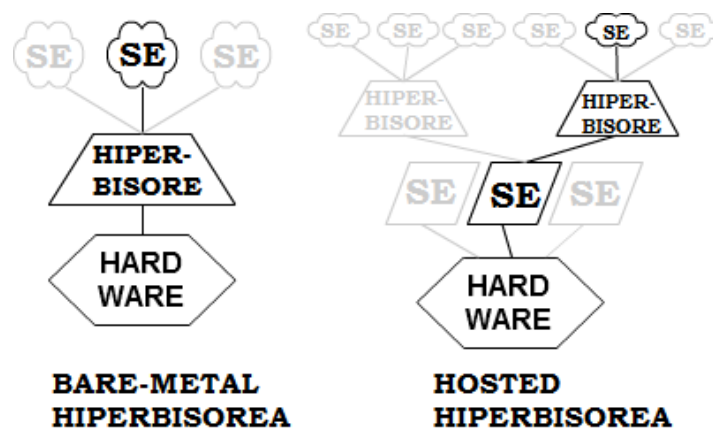 SE SE SE
HIPER-
BISORE
HARD
WARE
BARE-METAL
HIPERBISOREA
SE SE SE SE SE SE
HIPER-
BISORE
HIPER-
BISORE
SE SE SE
HARD
WARE
HOSTED
HIPERBISOREA